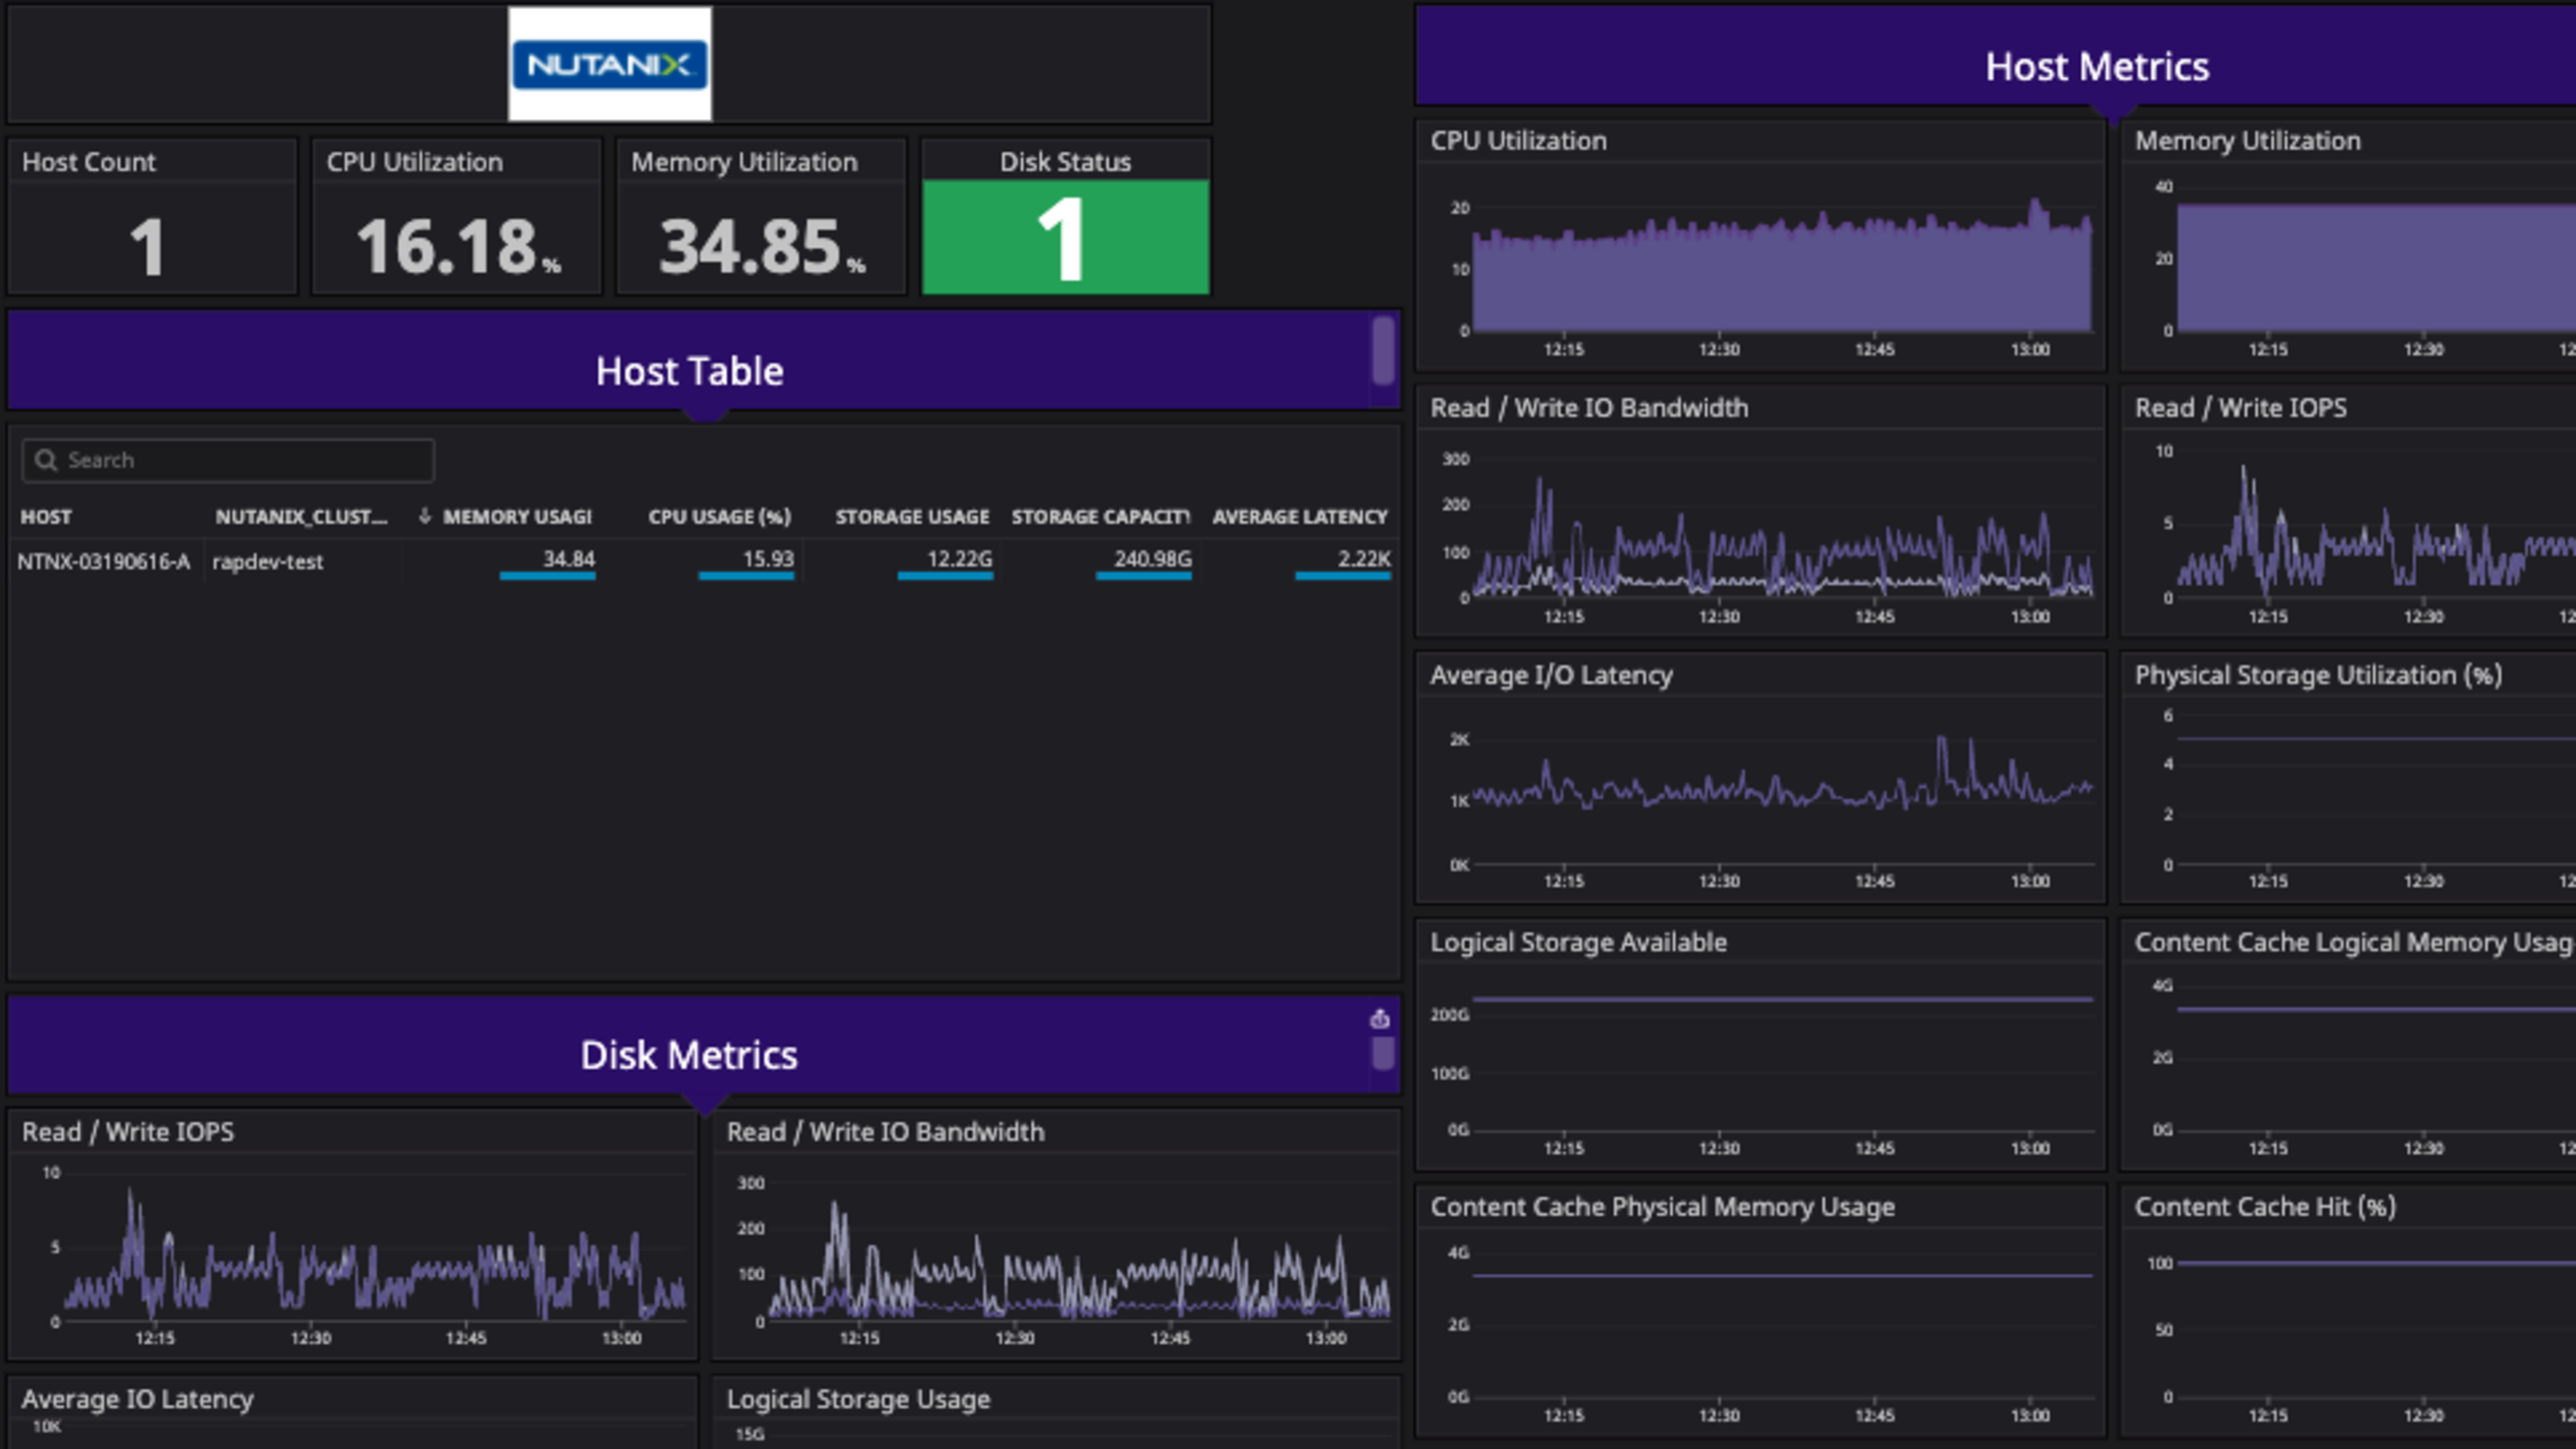 NUTANIX
Host Count
1
CPU Utilization
16.18%
Memory Utilization
34.85%
Disk Status
1
Host Table
Search
HOST NUTANIX_CLUST... ↓ MEMORY USAGI CPU USAGE (%) STORAGE USAGE STORAGE CAPACIT AVERAGE LATENCY
NTNX-03190616-A rapdev-test 34.84 15.93 12.22G 240.98G 2.22K
Disk Metrics
Read / Write IOPS
10
5
0
12:15 12:30 12:45 13:00
Read / Write IO Bandwidth
300
200
100
0
12:15 12:30 12:45 13:00
Average IO Latency
10K
Logical Storage Usage
15G
Host Metrics
CPU Utilization
20
10
0
12:15 12:30 12:45 13:00
Memory Utilization
40
20
0
12:15 12:30 12
Read / Write IO Bandwidth
300
200
100
0
12:15 12:30 12:45 13:00
Read / Write IOPS
10
5
0
12:15 12:30 12
Average I/O Latency
2K
1K
0K
12:15 12:30 12:45 13:00
Physical Storage Utilization (%)
6
4
2
0
12:15 12:30 12
Logical Storage Available
200G
100G
0G
12:15 12:30 12:45 13:00
Content Cache Logical Memory Usag
4G
2G
0G
12:15 12:30 12
Content Cache Physical Memory Usage
4G
2G
0G
12:15 12:30 12:45 13:00
Content Cache Hit (%)
100
50
0
12:15 12:30 12